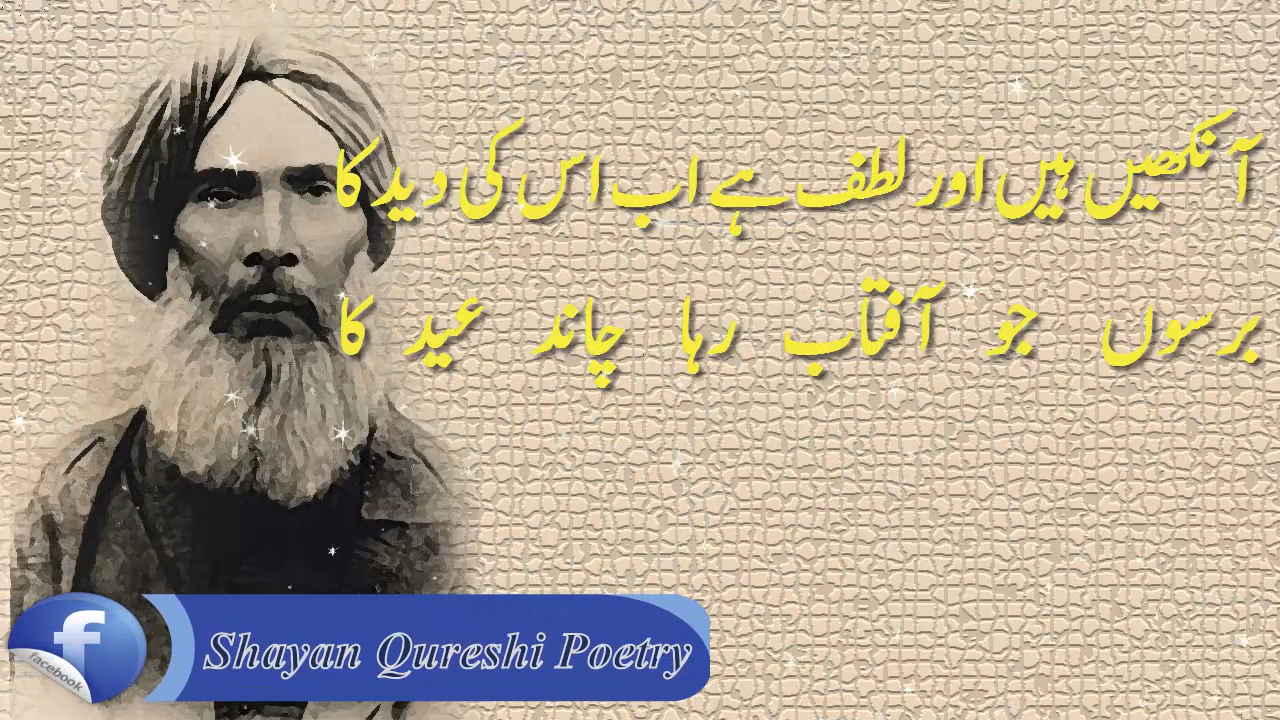 آنکھیں ہیں اور لطف ہے اب اس کی دید کا
برسوں جو آفتاب رہا چاند عید کا
facebook
Shayan Qureshi Poetry